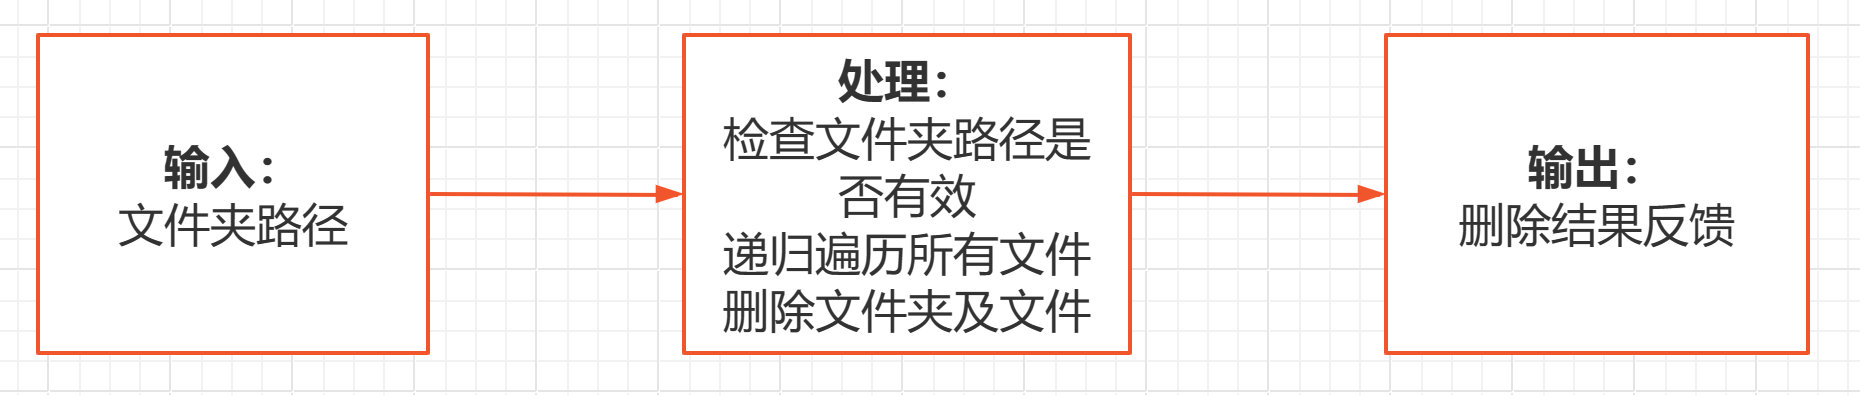 输入：
文件夹路径
处理：
检查文件夹路径是
否有效
递归遍历所有文件
删除文件夹及文件
输出：
删除结果反馈